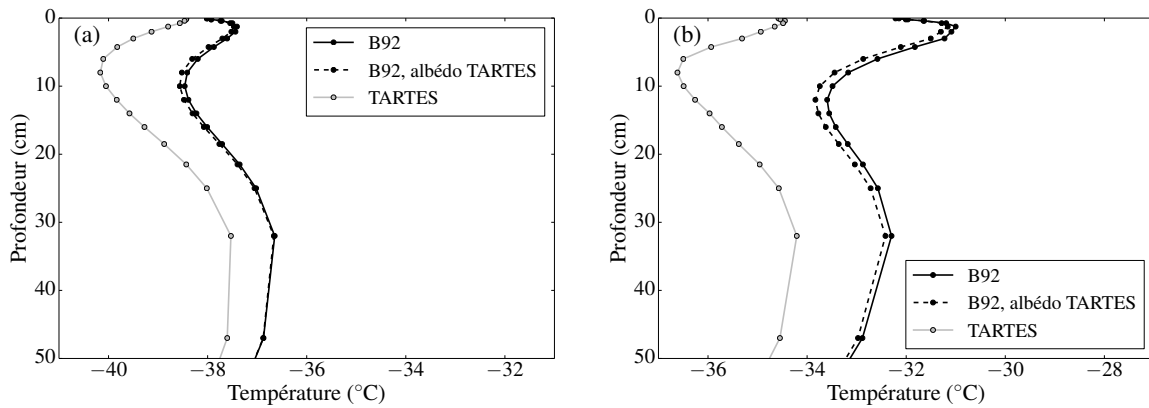 (a)
B92
B92, albédo TARTES
TARTES
Profondeur (cm)
0
10
20
30
40
50
−40
−38
−36
−34
−32
Température (°C)
(b)
B92
B92, albédo TARTES
TARTES
Profondeur (cm)
0
10
20
30
40
50
−36
−34
−32
−30
−28
Température (°C)